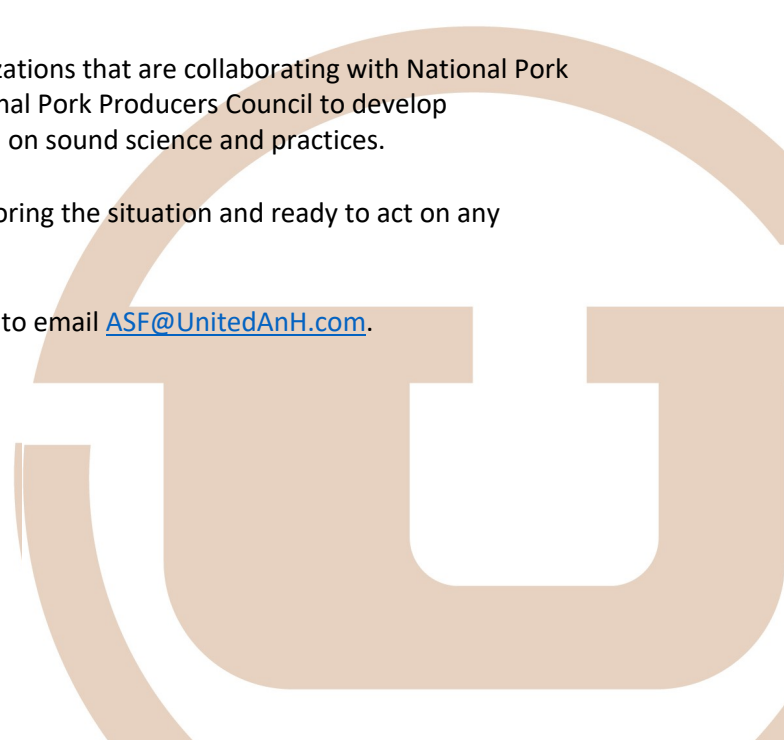 zations that are collaborating with National Pork
nal Pork Producers Council to develop
on sound science and practices.
oring the situation and ready to act on any
to email ASF@UnitedAnH.com.